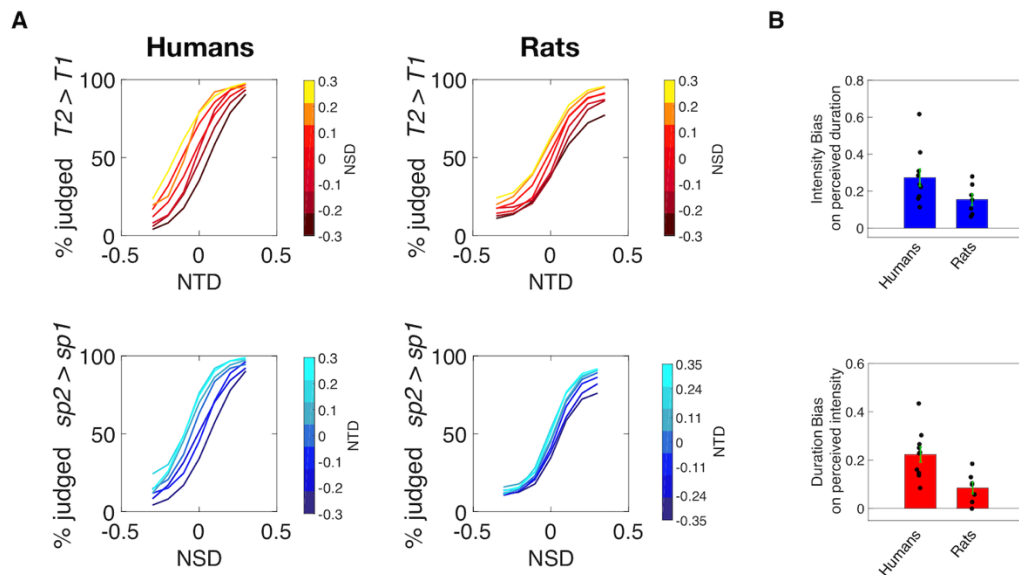 A
B
Humans
Rats
% judged T2 > T1
100
50
0
-0.5
0
0.5
NTD
0.3
0.2
0.1
0
-0.1
-0.2
-0.3
NSD
% judged T2 > T1
100
50
0
-0.5
0
0.5
NTD
0.3
0.2
0.1
0
-0.1
-0.2
-0.3
NSD
Intensity Bias
on perceived duration
0.8
0.6
0.4
0.2
0
Humans
Rats
% judged sp2 > sp1
100
50
0
-0.5
0
0.5
NSD
0.3
0.2
0.1
0
-0.1
-0.2
-0.3
NTD
% judged sp2 > sp1
100
50
0
-0.5
0
0.5
NSD
0.35
0.24
0.11
0
-0.11
-0.24
-0.35
NTD
Duration Bias
on perceived intensity
0.6
0.4
0.2
0
Humans
Rats